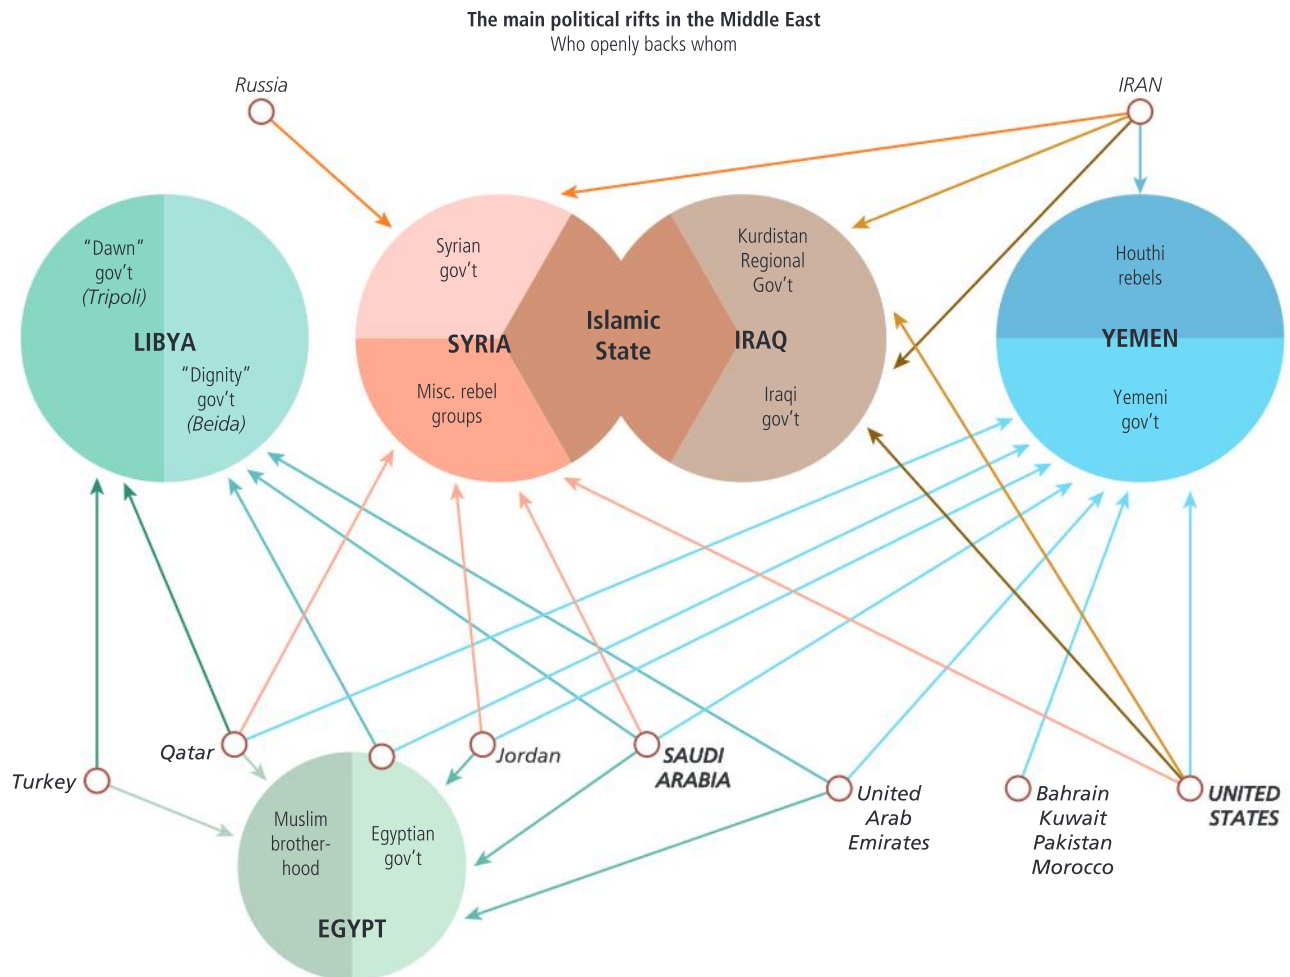 The main political rifts in the Middle East
Who openly backs whom
Russia
IRAN
"Dawn"
gov't
(Tripoli)
LIBYA
"Dignity"
gov't
(Beida)
Syrian
gov't
SYRIA
Misc. rebel
groups
Islamic
State
Kurdistan
Regional
Gov't
IRAQ
Iraqi
gov't
Houthi
rebels
YEMEN
Yemeni
gov't
Turkey
Qatar
Jordan
SAUDI
ARABIA
United
Arab
Emirates
Bahrain
Kuwait
Pakistan
Morocco
UNITED
STATES
Muslim
brother-
hood
Egyptian
gov't
EGYPT